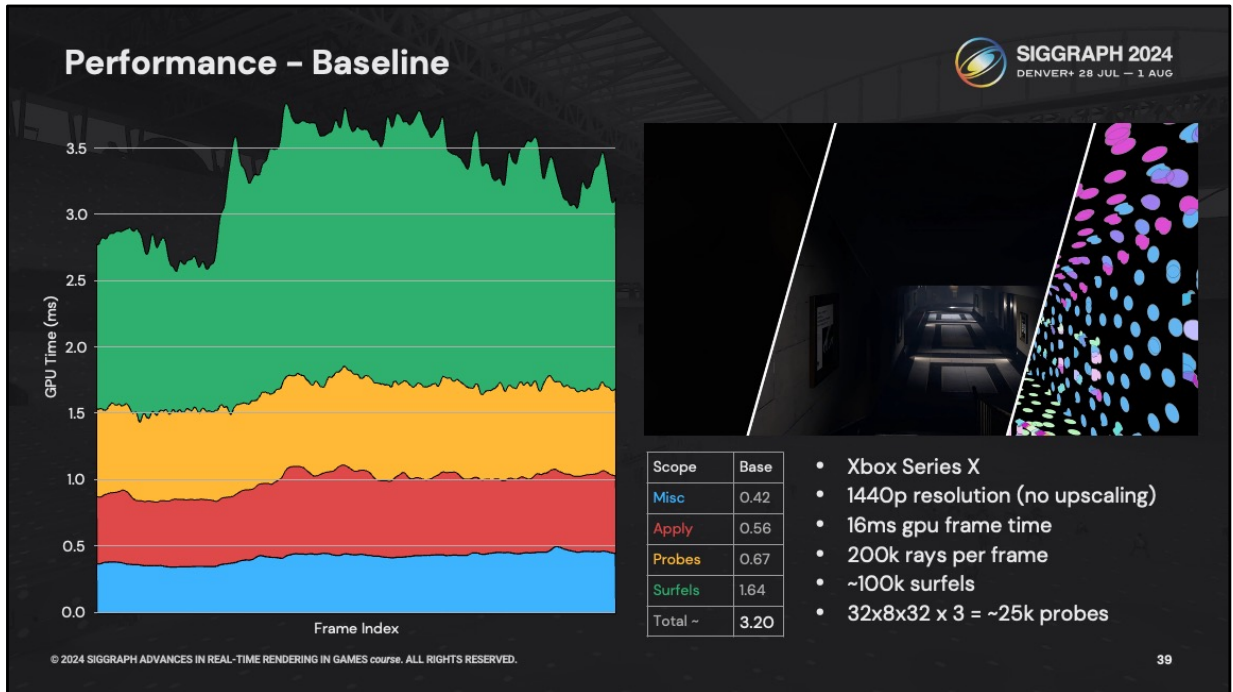 Performance – Baseline
SIGGRAPH 2024
DENVER+ 28 JUL — 1 AUG
3.5
3.0
2.5
2.0
1.5
1.0
0.5
0.0
GPU Time (ms)
Frame Index
Scope Base
Misc 0.42
Apply 0.56
Probes 0.67
Surfels 1.64
Total ~ 3.20
• Xbox Series X
• 1440p resolution (no upscaling)
• 16ms gpu frame time
• 200k rays per frame
• ~100k surfels
• 32x8x32 x 3 = ~25k probes
© 2024 SIGGRAPH ADVANCES IN REAL-TIME RENDERING IN GAMES course. ALL RIGHTS RESERVED.
39